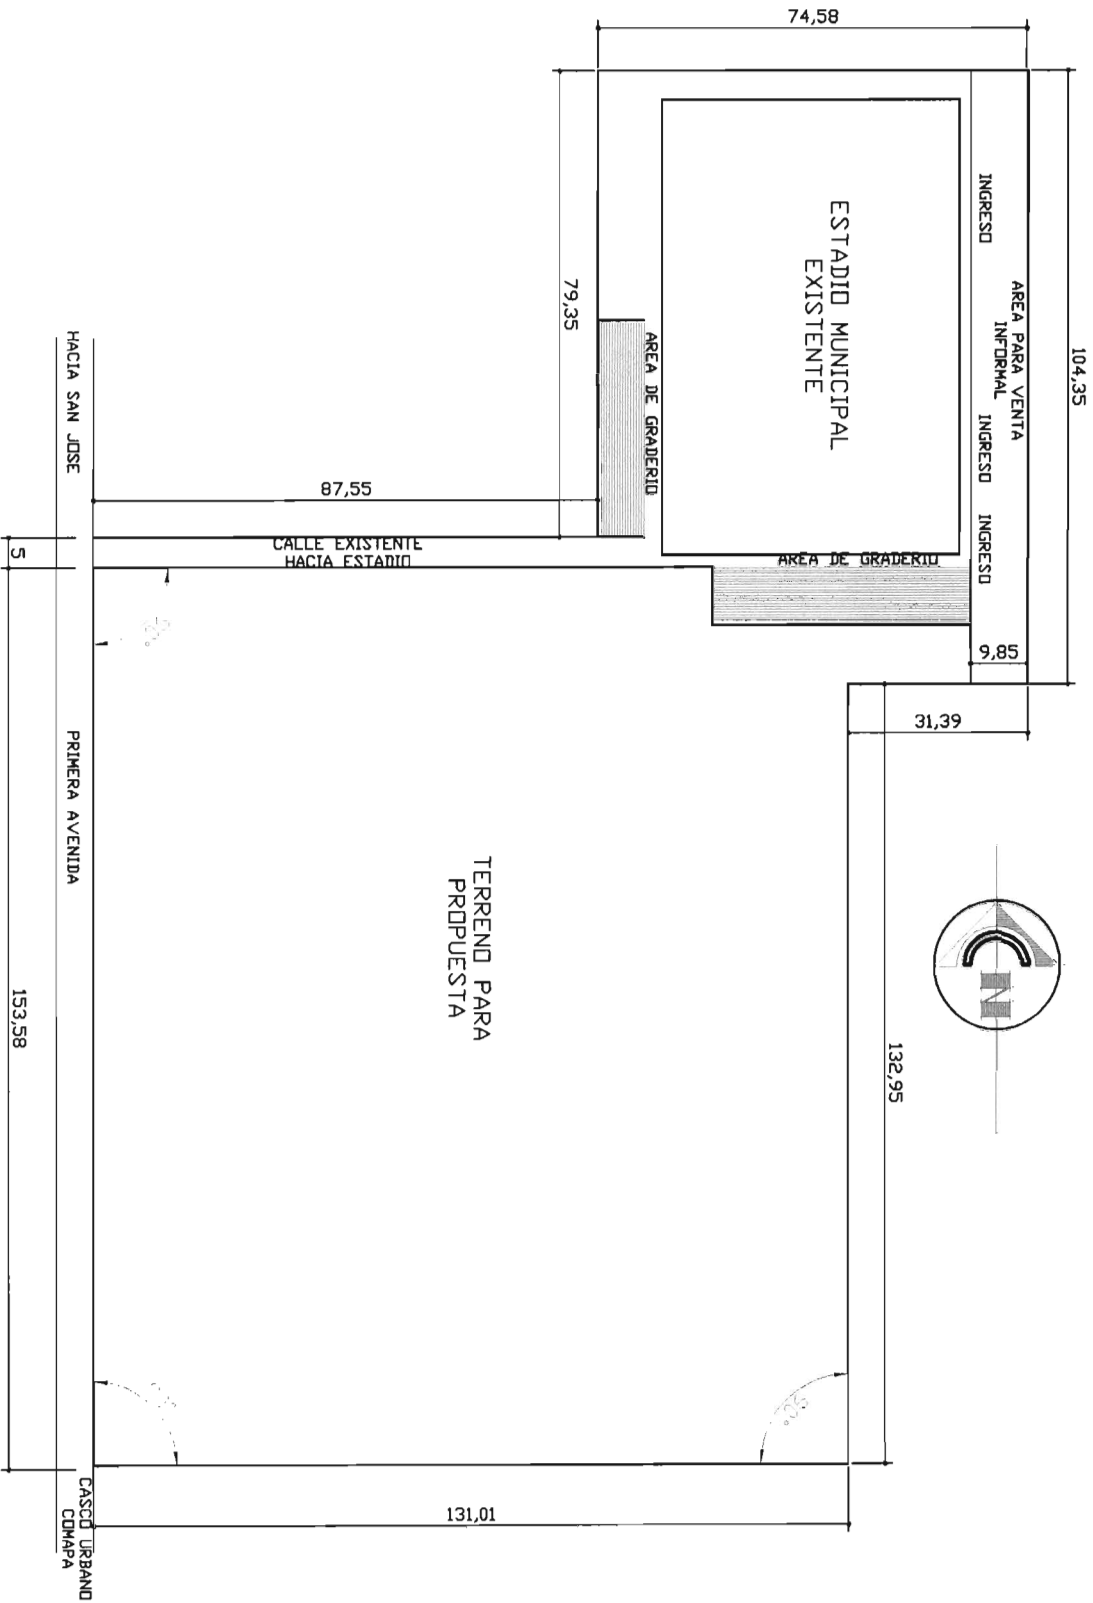 74,58
104,35
INGRESO
AREA PARA VENTA
INFORMAL
INGRESO
INGRESO
ESTADIO MUNICIPAL
EXISTENTE
79,35
AREA DE GRADERIO
AREA DE GRADERIO
9,85
31,39
87,55
CALLE EXISTENTE
HACIA ESTADIO
HACIA SAN JOSE
5
PRIMERA AVENIDA
TERRENO PARA
PROPUESTA
N
132,95
90°
153,58
131,01
CASCO URBANO
COMAPA